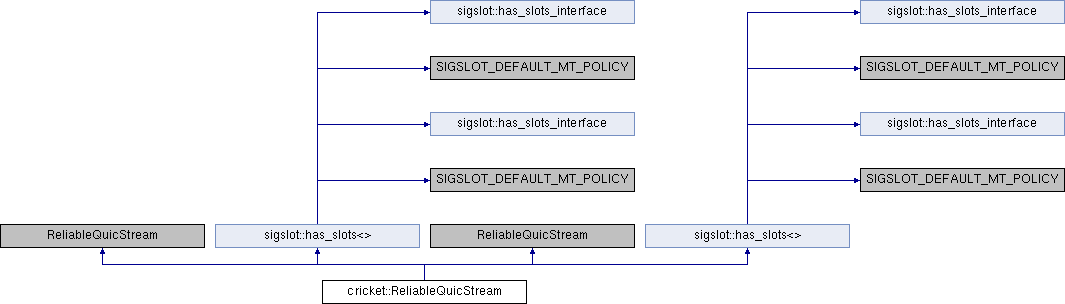 sigslot::has_slots_interface
sigslot::has_slots_interface
SIGSLOT_DEFAULT_MT_POLICY
SIGSLOT_DEFAULT_MT_POLICY
sigslot::has_slots_interface
sigslot::has_slots_interface
SIGSLOT_DEFAULT_MT_POLICY
SIGSLOT_DEFAULT_MT_POLICY
ReliableQuicStream
sigslot::has_slots<>
ReliableQuicStream
sigslot::has_slots<>
cricket::ReliableQuicStream